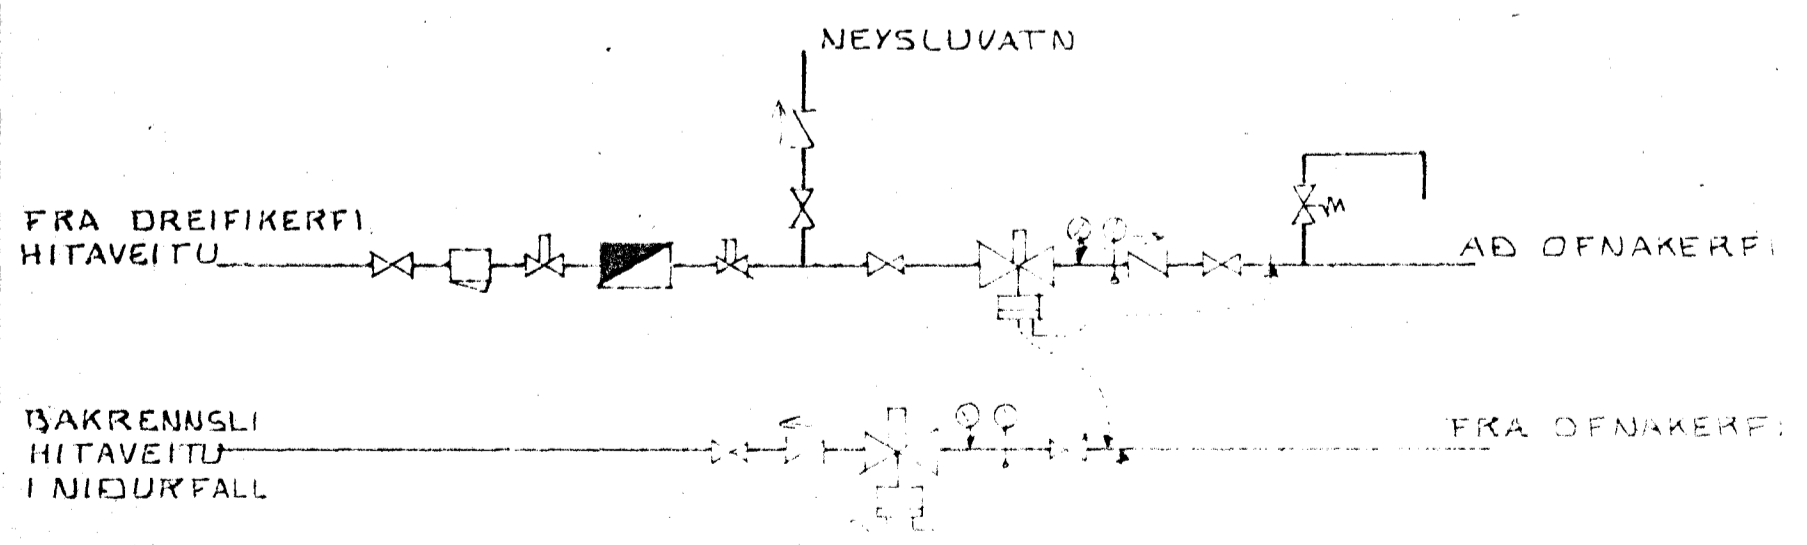 NEYSLUVATN
FRA DREIFIKERFI
HITAVEITU
AÐ OFNAKERFI
BAKRENNSLI
HITAVEITU
I NIÐURFALL
FRA OFNAKERFI